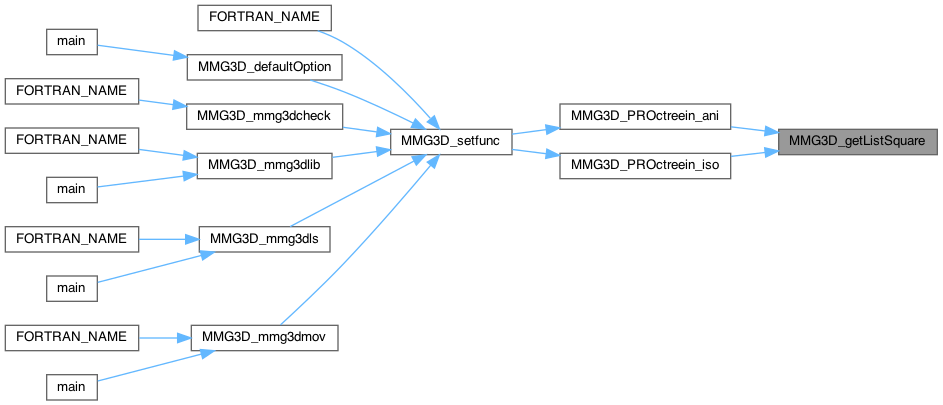 FORTRAN_NAME
main
MMG3D_defaultOption
FORTRAN_NAME
MMG3D_mmg3dcheck
MMG3D_PROctreein_ani
FORTRAN_NAME
MMG3D_setfunc
MMG3D_getListSquare
MMG3D_mmg3dlib
MMG3D_PROctreein_iso
main
FORTRAN_NAME
MMG3D_mmg3dls
main
FORTRAN_NAME
MMG3D_mmg3dmov
main